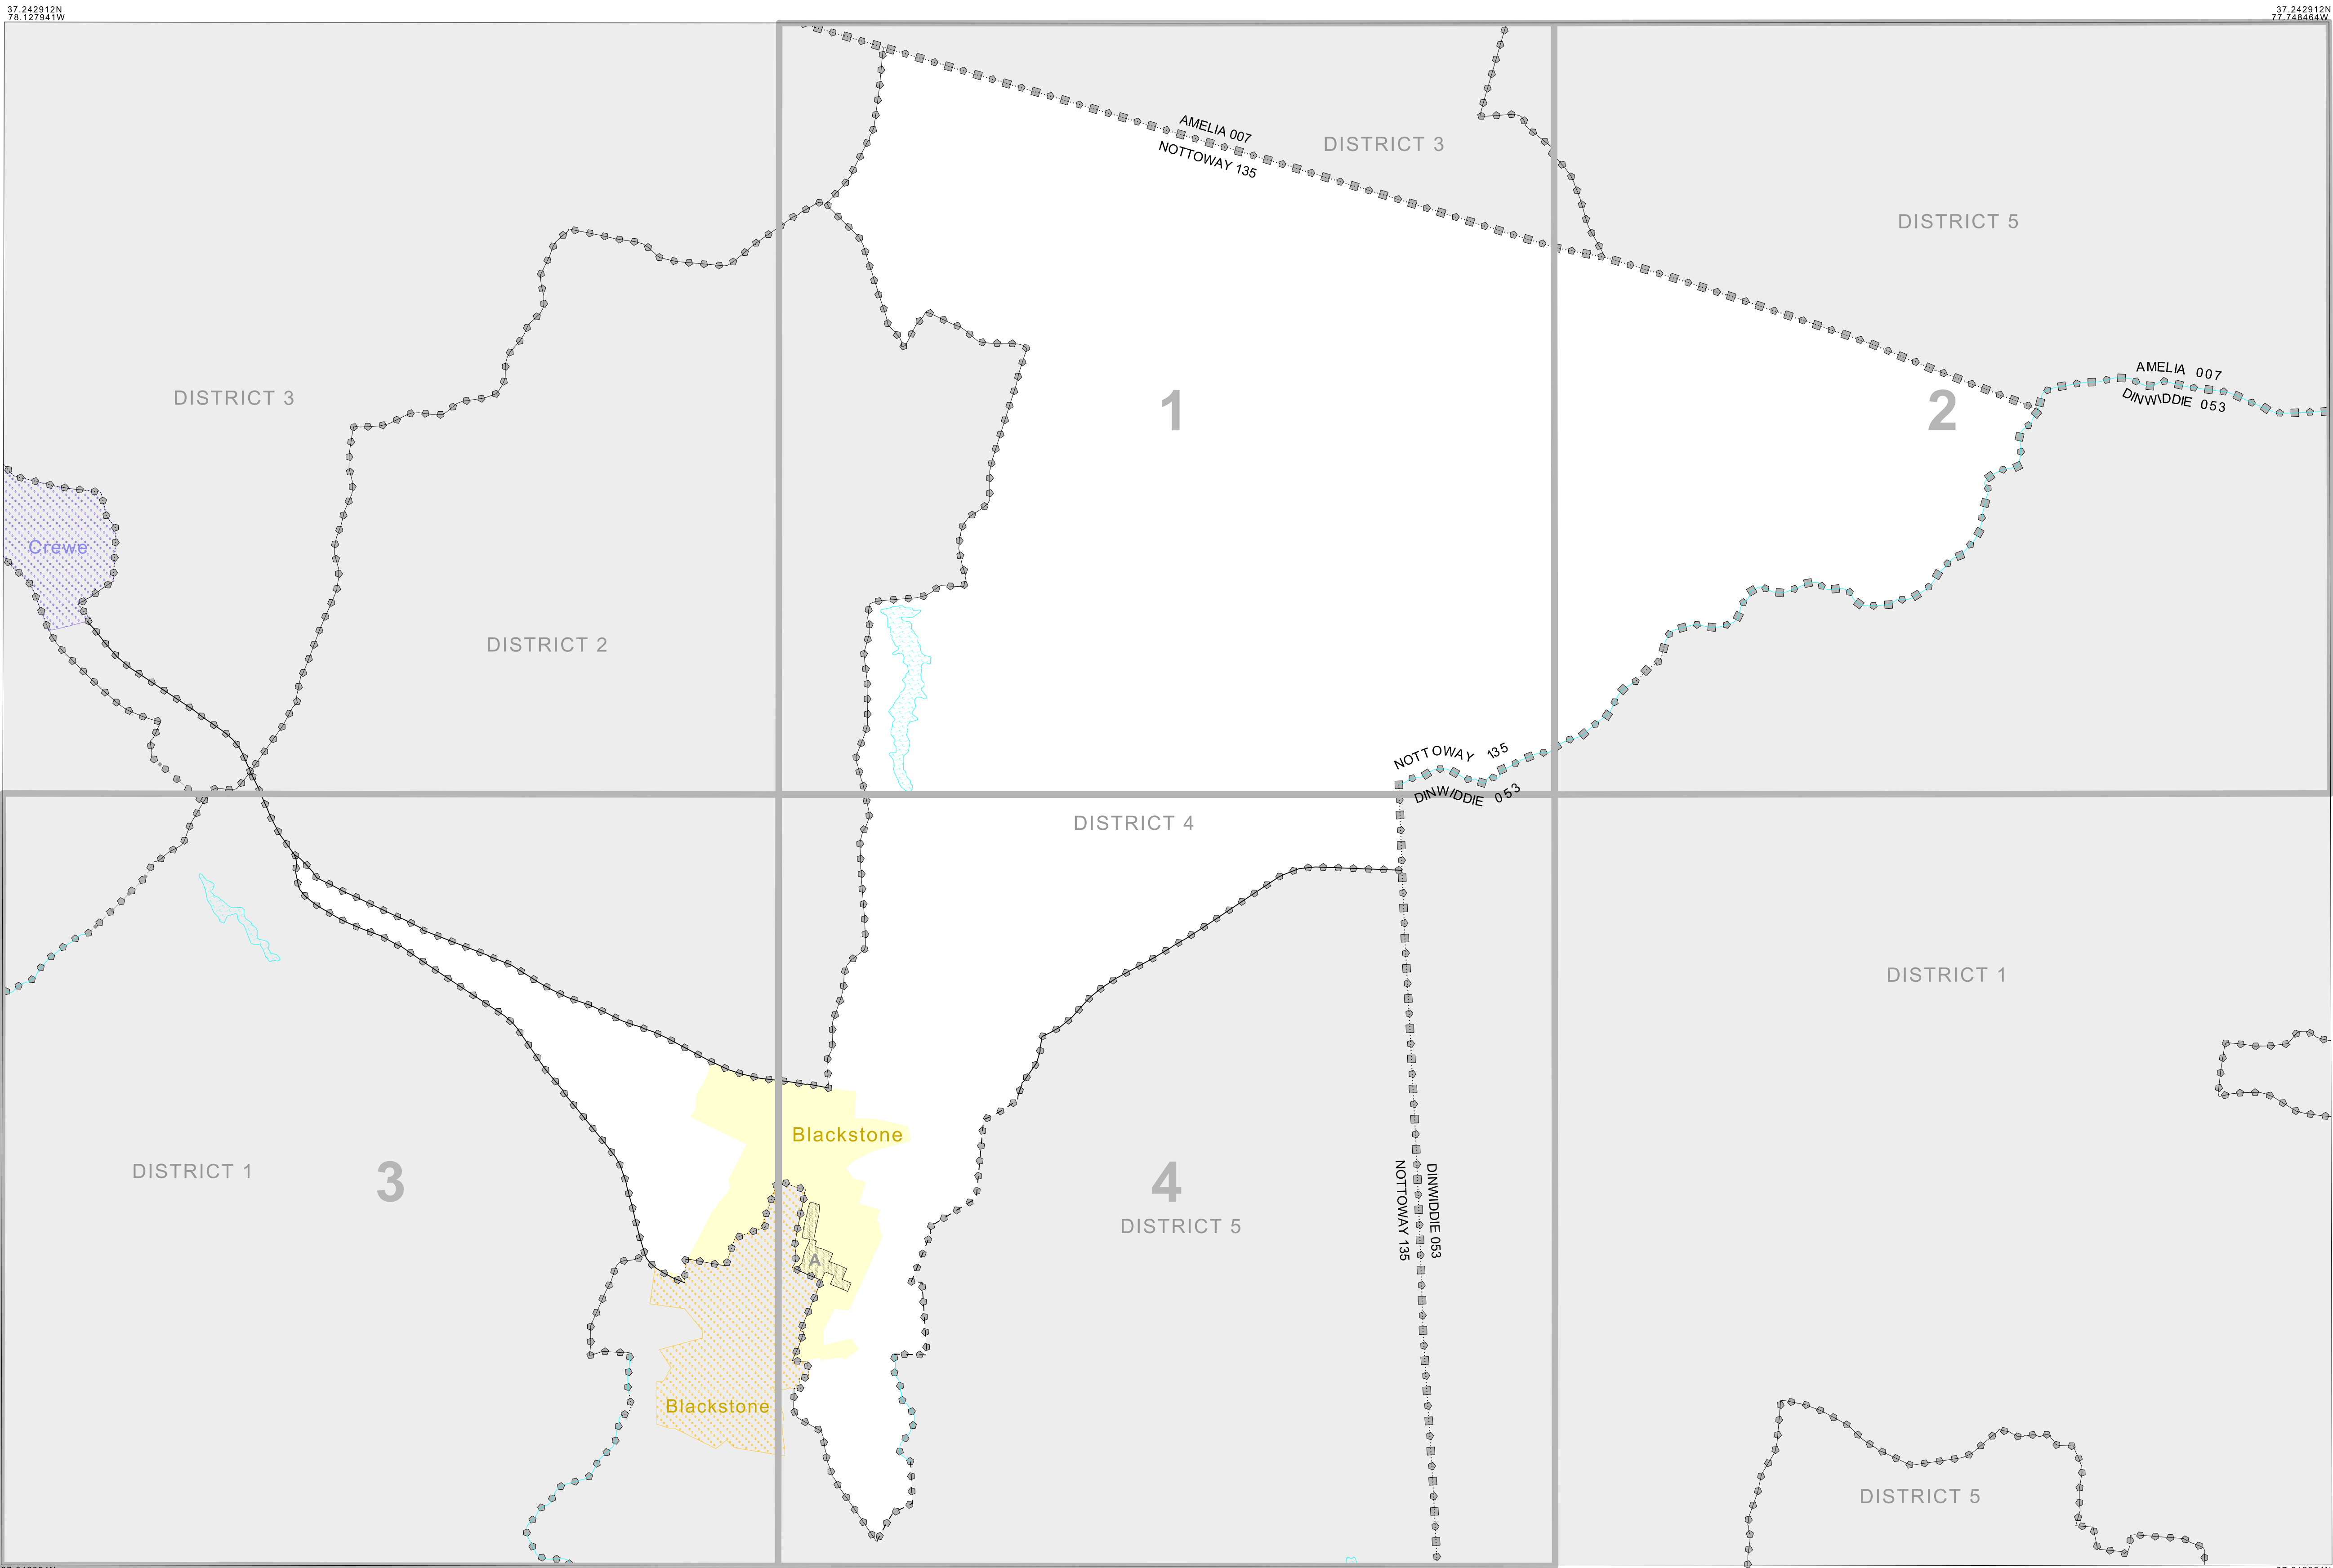 37.242912N
78.127941W
37.242912N
77.748464W
AMELIA 007
NOTTOWAY 135
DISTRICT 3
DISTRICT 5
DISTRICT 3
1
2
AMELIA 007
DINWIDDIE 053
Crewe
DISTRICT 2
NOTTOWAY 135
DINWIDDIE 053
DISTRICT 4
DISTRICT 1
Blackstone
DISTRICT 1
3
4
DISTRICT 5
NOTTOWAY 135
DINWIDDIE 053
A
Blackstone
DISTRICT 5